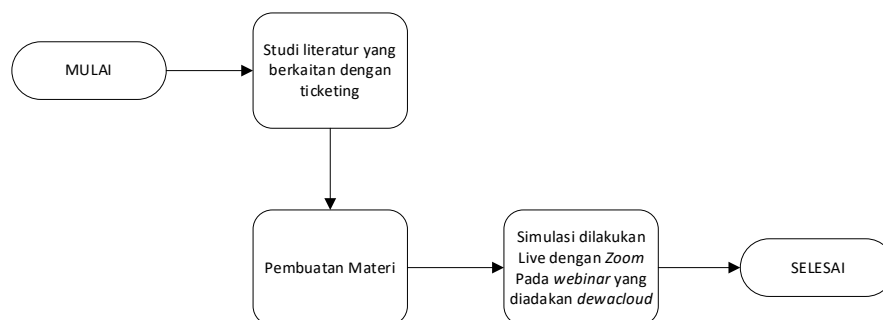 MULAI
Studi literatur yang
berkaitan dengan
ticketing
Pembuatan Materi
Simulasi dilakukan
Live dengan Zoom
Pada webinar yang
diadakan dewacloud
SELESAI